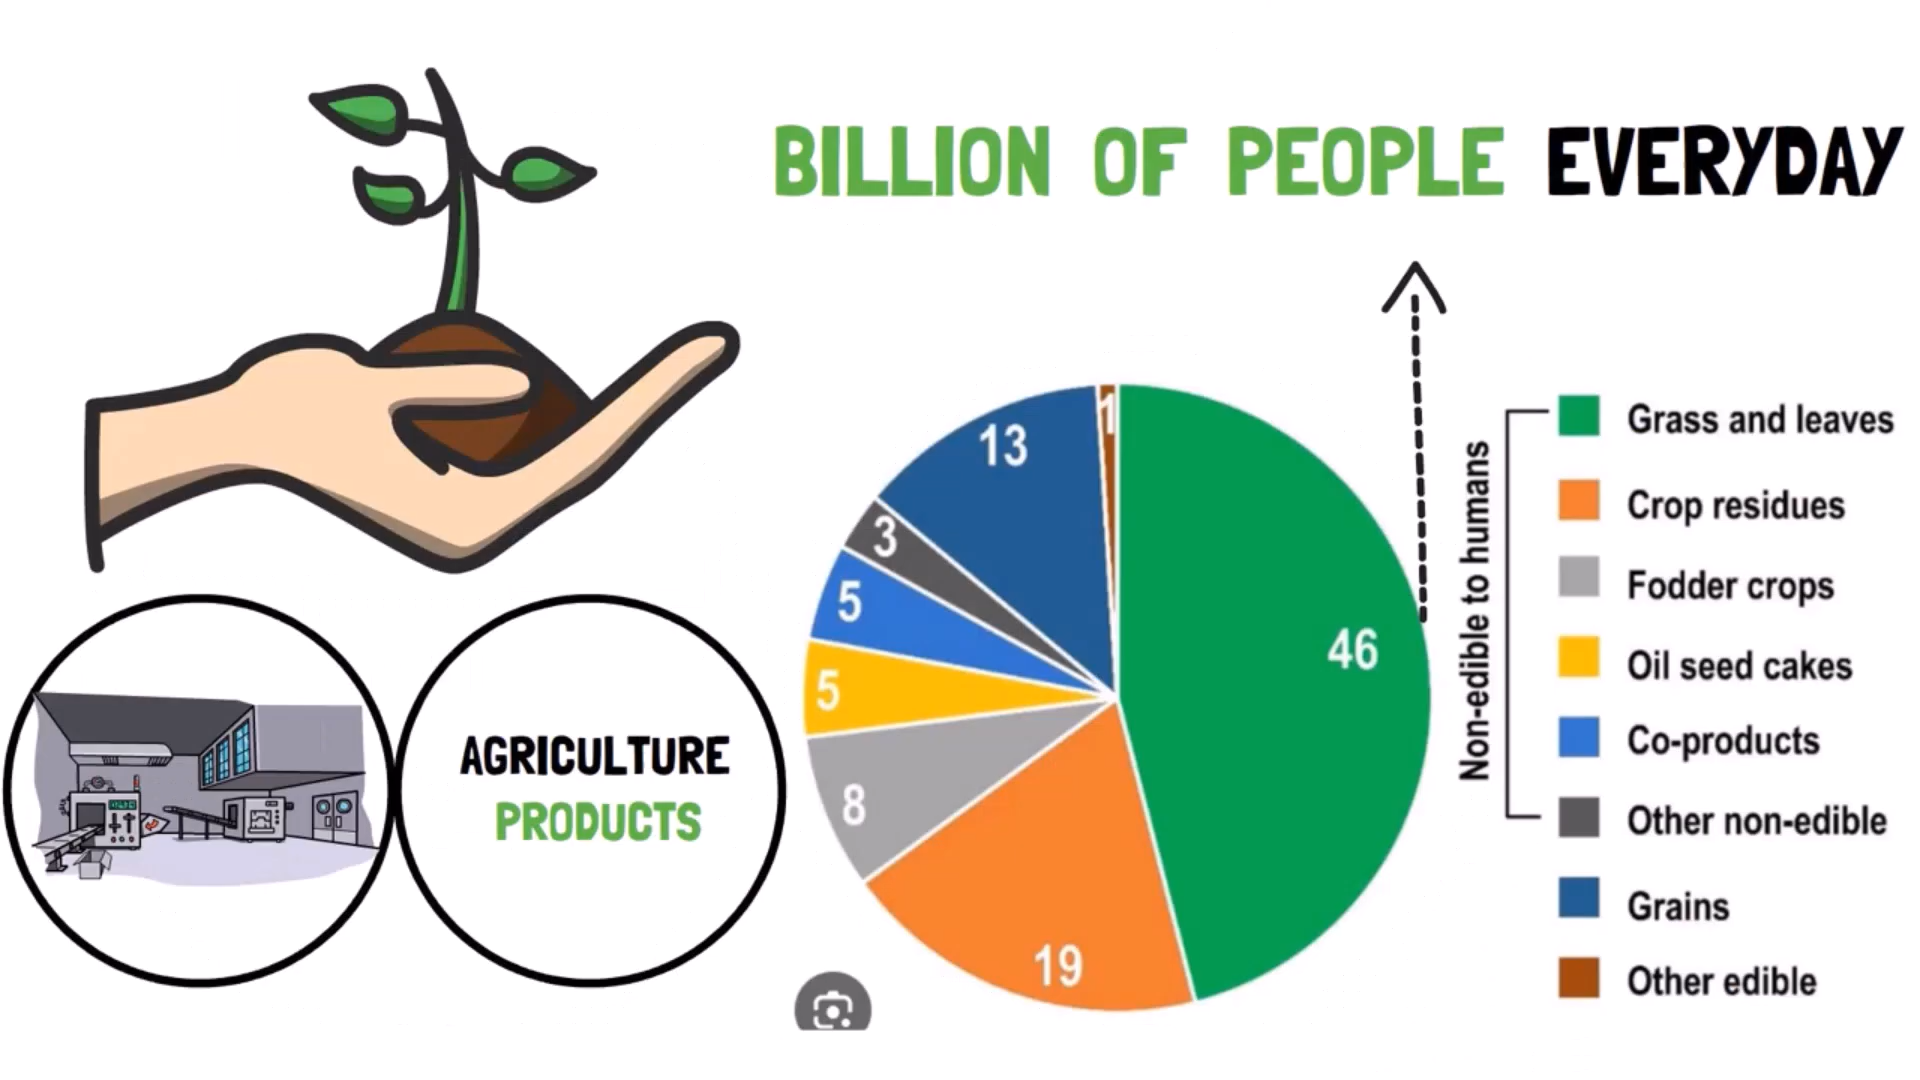 BILLION OF PEOPLE EVERYDAY
AGRICULTURE
PRODUCTS
1
13
3
5
5
8
19
46
Non-edible to humans
Grass and leaves
Crop residues
Fodder crops
Oil seed cakes
Co-products
Other non-edible
Grains
Other edible